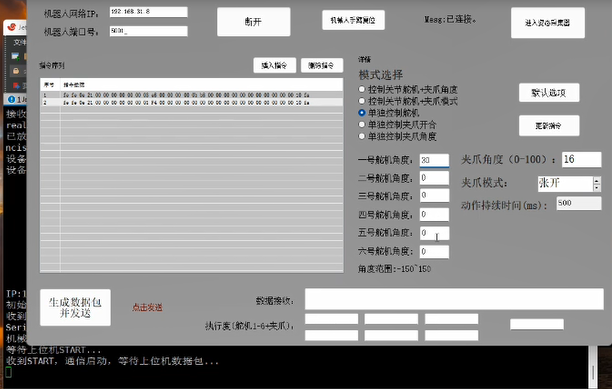 机器人网络IP:
192.168.31.8
断开
机器人手臂复位
Mesg:已连接。
进入姿态采集器
机器人端口号:
5001
指令序列
插入指令
删除指令
详情
模式选择
序号
指令数据
控制关节舵机+夹爪角度
控制关节舵机+夹爪模式
单独控制舵机
单独控制夹爪开合
单独控制夹爪角度
默认选项
更新指令
1
2
一号舵机角度:
30
夹爪角度(0-100):
16
二号舵机角度:
0
夹爪模式:
张开
三号舵机角度:
0
动作持续时间(ms):
500
四号舵机角度:
0
五号舵机角度:
0
六号舵机角度:
0
角度范围:-150~150
生成数据包
并发送
点击发送
数据接收:
执行度(舵机1-6+夹爪):
文件
接收
real
已放
ncis
设备
设备
IP:1
初始
收到
Seri
机械
等待上位机START...
收到START，通信启动，等待上位机数据包...